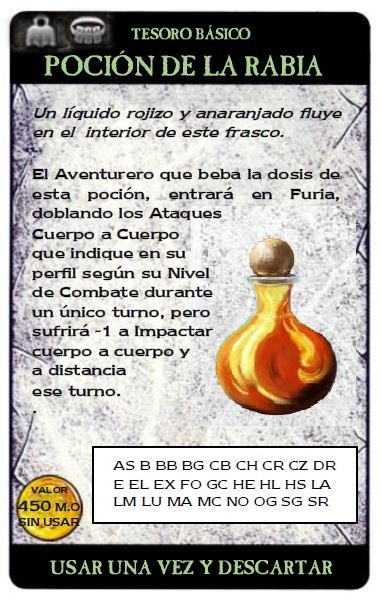 TESORO BÁSICO
POCIÓN DE LA RABIA
Un líquido rojizo y anaranjado fluye
en el interior de este frasco.
El Aventurero que beba la dosis de
esta poción, entrará en Furia,
doblando los Ataques
Cuerpo a Cuerpo
que indique en su
perfil según su Nivel
de Combate durante
un único turno, pero
sufrirá -1 a Impactar
cuerpo a cuerpo y
a distancia
ese turno.
.
AS B BB BG CB CH CR CZ DR
E EL EX FO GC HE HL HS LA
LM LU MA MC NO OG SG SR
VALOR
450 M.O
SIN USAR
USAR UNA VEZ Y DESCARTAR